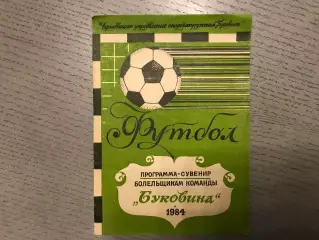 Футбол
ПРОГРАММА-СУВЕНИР
БОЛЕЛЬЩИКАМ КОМАНДЫ
„Буковина“
1984